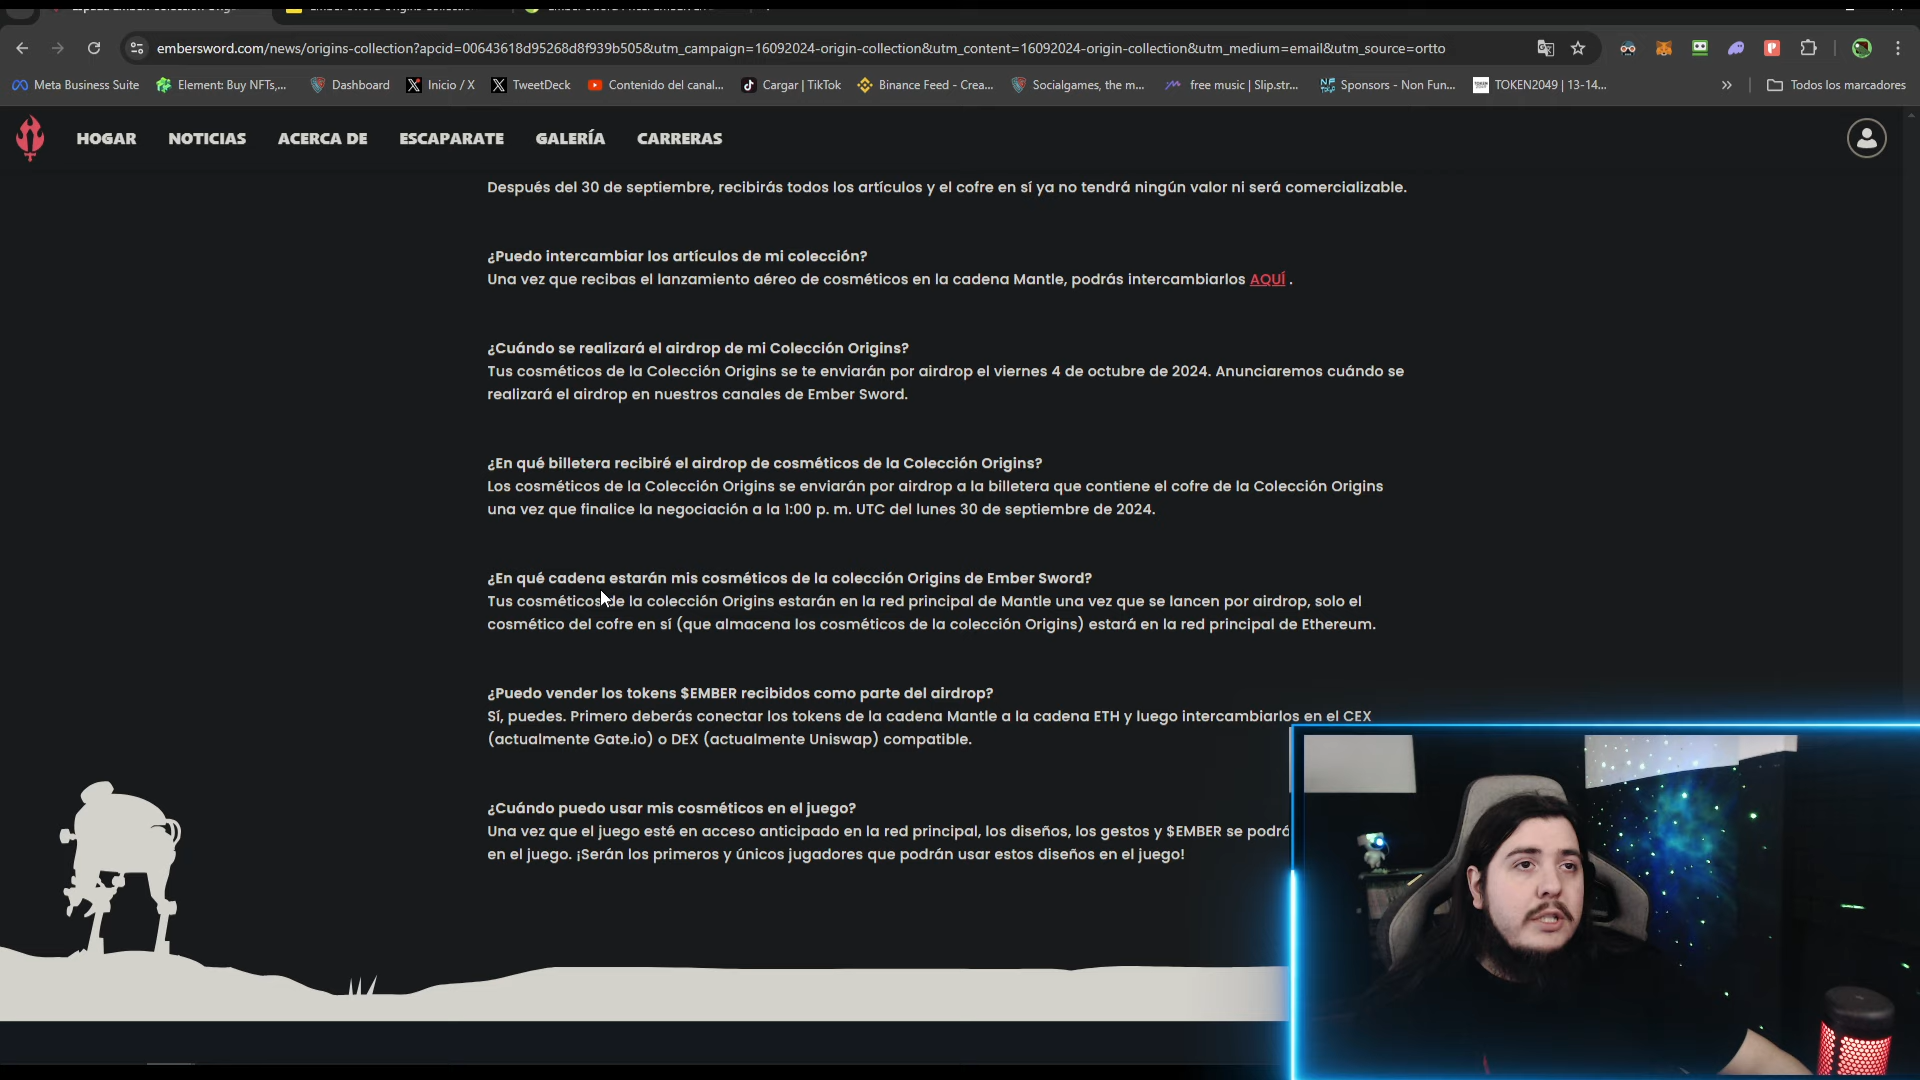 embersword.com/news/origins-collection?apcid=00643618d95268d8f939b505&utm_campaign=16092024-origin-collection&utm_content=16092024-origin-collection&utm_medium=email&utm_source=ortto
Meta Business Suite
Element: Buy NFTs,...
Dashboard
Inicio / X
TweetDeck
Contenido del canal...
Cargar | TikTok
Binance Feed - Crea...
Socialgames, the m...
free music | Slip.str...
Sponsors - Non Fun...
TOKEN2049 | 13-14...
»
Todos los marcadores
HOGAR
NOTICIAS
ACERCA DE
ESCAPARATE
GALERÍA
CARRERAS
Después del 30 de septiembre, recibirás todos los artículos y el cofre en sí ya no tendrá ningún valor ni será comercializable.
¿Puedo intercambiar los artículos de mi colección?
Una vez que recibas el lanzamiento aéreo de cosméticos en la cadena Mantle, podrás intercambiarlos AQUÍ .
¿Cuándo se realizará el airdrop de mi Colección Origins?
Tus cosméticos de la Colección Origins se te enviarán por airdrop el viernes 4 de octubre de 2024. Anunciaremos cuándo se
realizará el airdrop en nuestros canales de Ember Sword.
¿En qué billetera recibiré el airdrop de cosméticos de la Colección Origins?
Los cosméticos de la Colección Origins se enviarán por airdrop a la billetera que contiene el cofre de la Colección Origins
una vez que finalice la negociación a la 1:00 p. m. UTC del lunes 30 de septiembre de 2024.
¿En qué cadena estarán mis cosméticos de la colección Origins de Ember Sword?
Tus cosméticos de la colección Origins estarán en la red principal de Mantle una vez que se lancen por airdrop, solo el
cosmético del cofre en sí (que almacena los cosméticos de la colección Origins) estará en la red principal de Ethereum.
¿Puedo vender los tokens $EMBER recibidos como parte del airdrop?
Sí, puedes. Primero deberás conectar los tokens de la cadena Mantle a la cadena ETH y luego intercambiarlos en el CEX
(actualmente Gate.io) o DEX (actualmente Uniswap) compatible.
¿Cuándo puedo usar mis cosméticos en el juego?
Una vez que el juego esté en acceso anticipado en la red principal, los diseños, los gestos y $EMBER se podrá
en el juego. ¡Serán los primeros y únicos jugadores que podrán usar estos diseños en el juego!